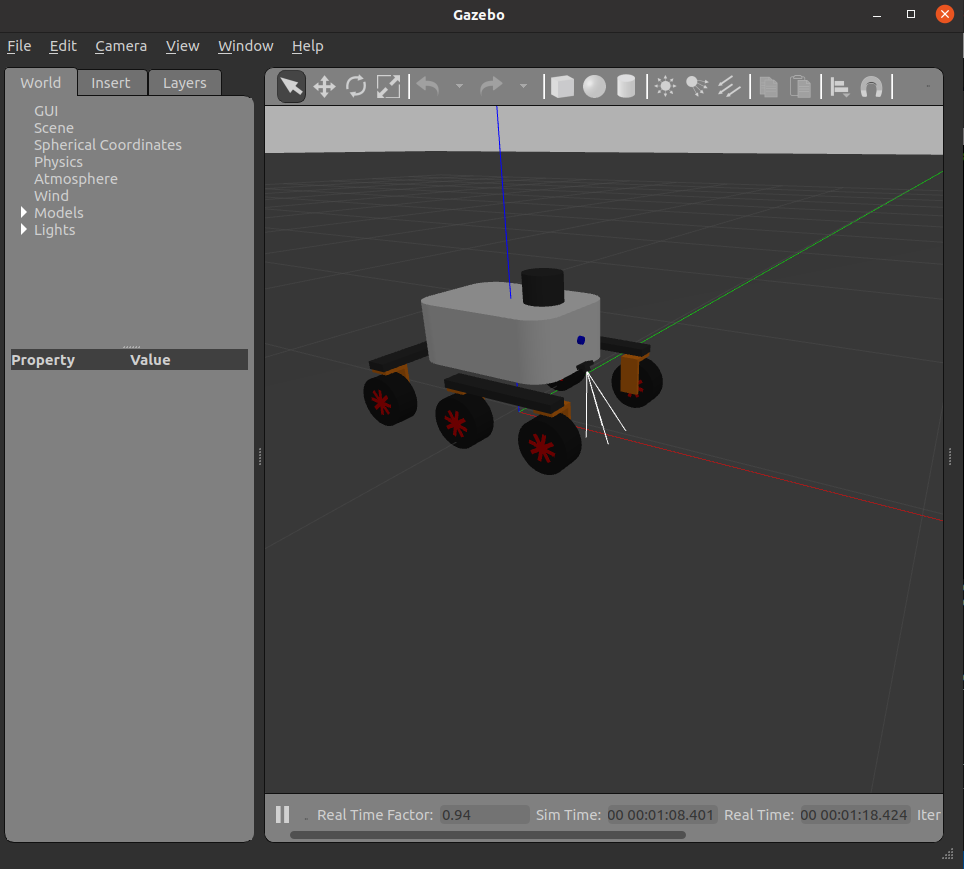 Gazebo
File Edit Camera View Window Help
World Insert Layers
GUI
Scene
Spherical Coordinates
Physics
Atmosphere
Wind
Models
Lights
Property Value
Real Time Factor: 0.94 Sim Time: 00 00:01:08.401 Real Time: 00 00:01:18.424 Iter